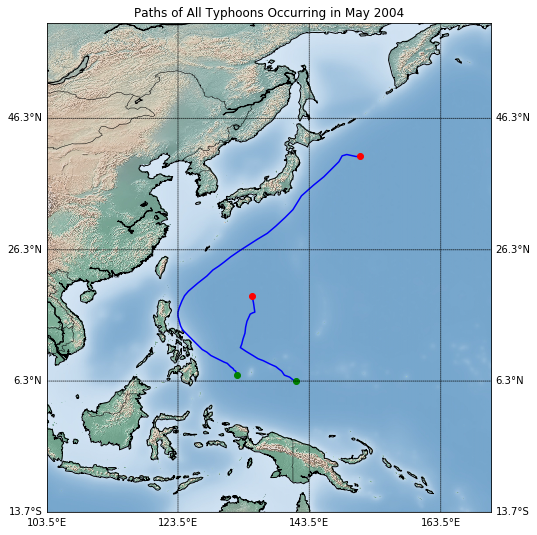 Paths of All Typhoons Occurring in May 2004
46.3°N 46.3°N
26.3°N 26.3°N
6.3°N 6.3°N
13.7°S 13.7°S
103.5°E 123.5°E 143.5°E 163.5°E